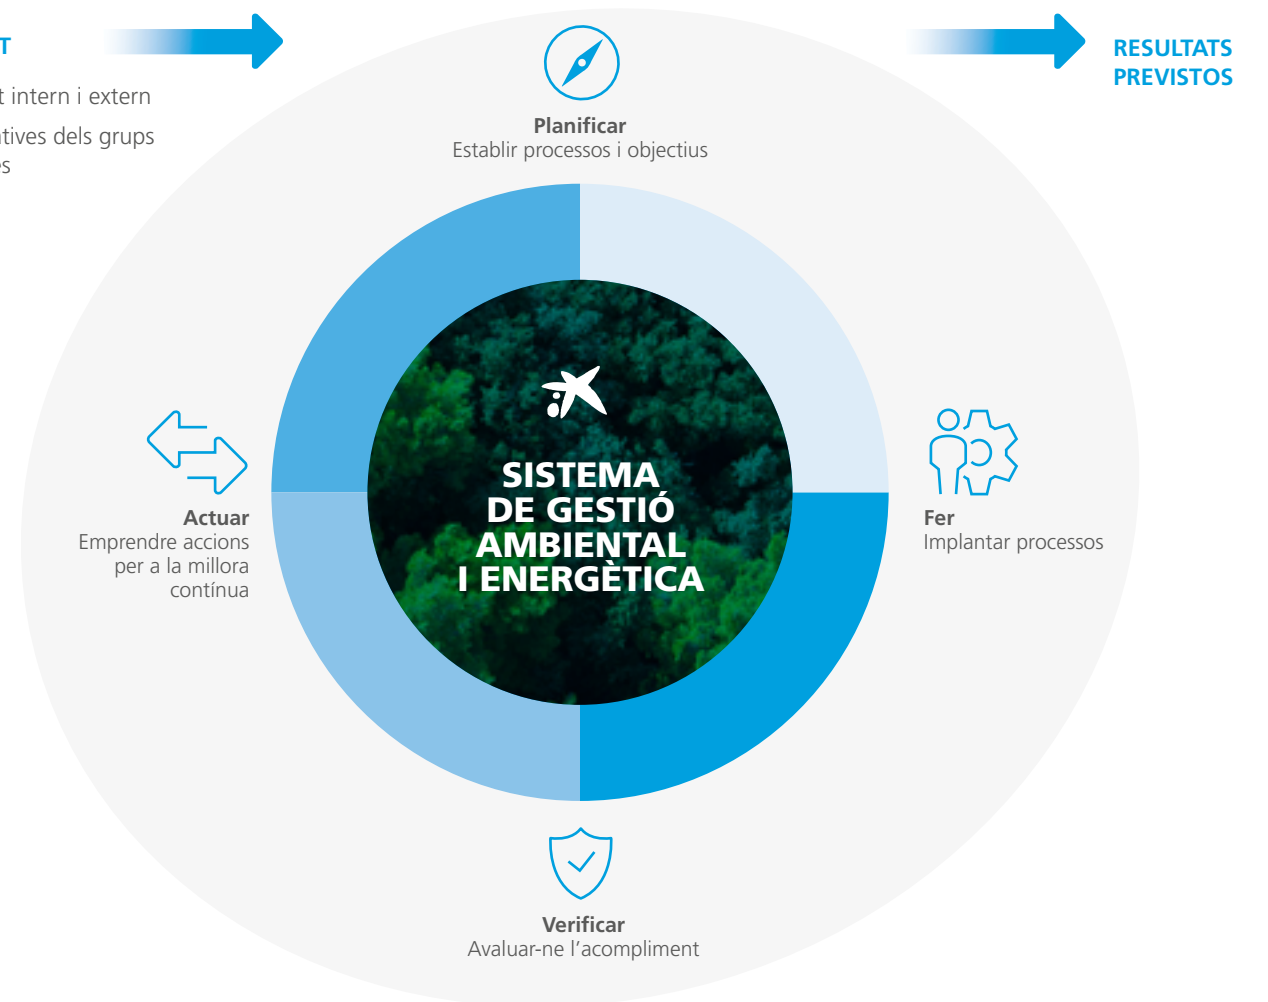 T
t intern i extern
tives dels grups
s
RESULTATS
PREVISTOS
Planificar
Establir processos i objectius
SISTEMA
DE GESTIÓ
AMBIENTAL
I ENERGÈTICA
Actuar
Emprendre accions
per a la millora
contínua
Fer
Implantar processos
Verificar
Avaluar-ne l'acompliment